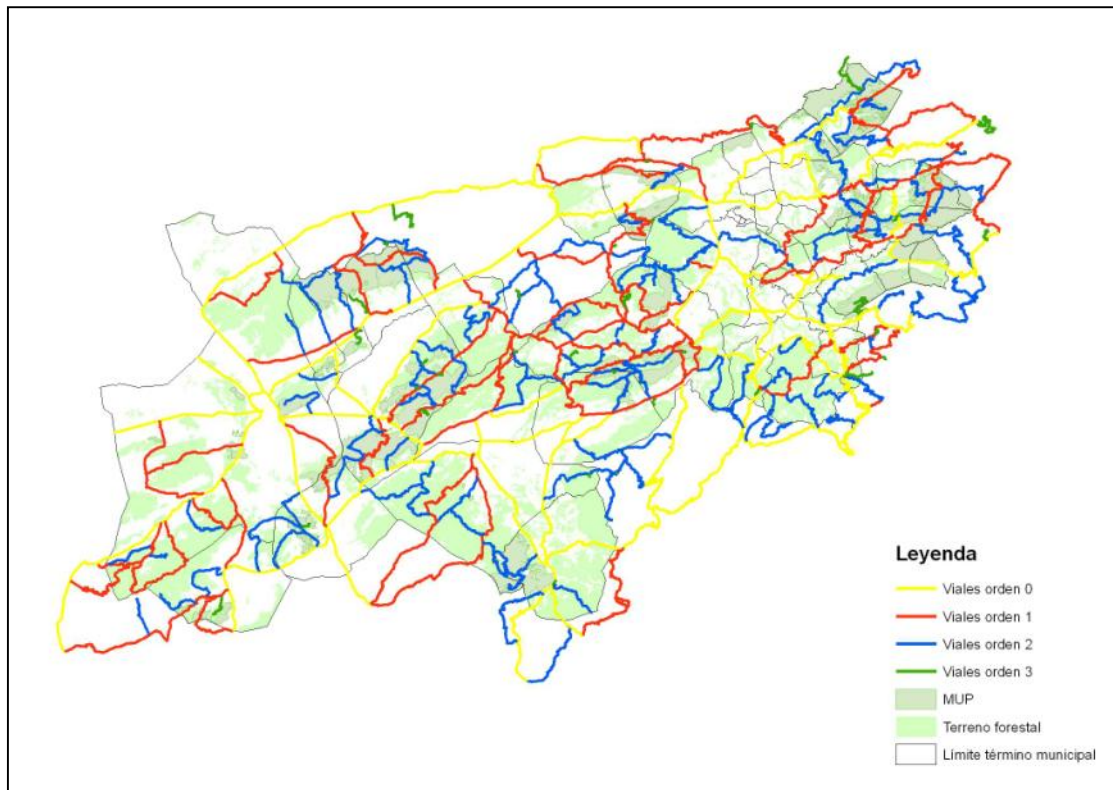 Leyenda
Viales orden 0
Viales orden 1
Viales orden 2
Viales orden 3
MUP
Terreno forestal
Límite término municipal